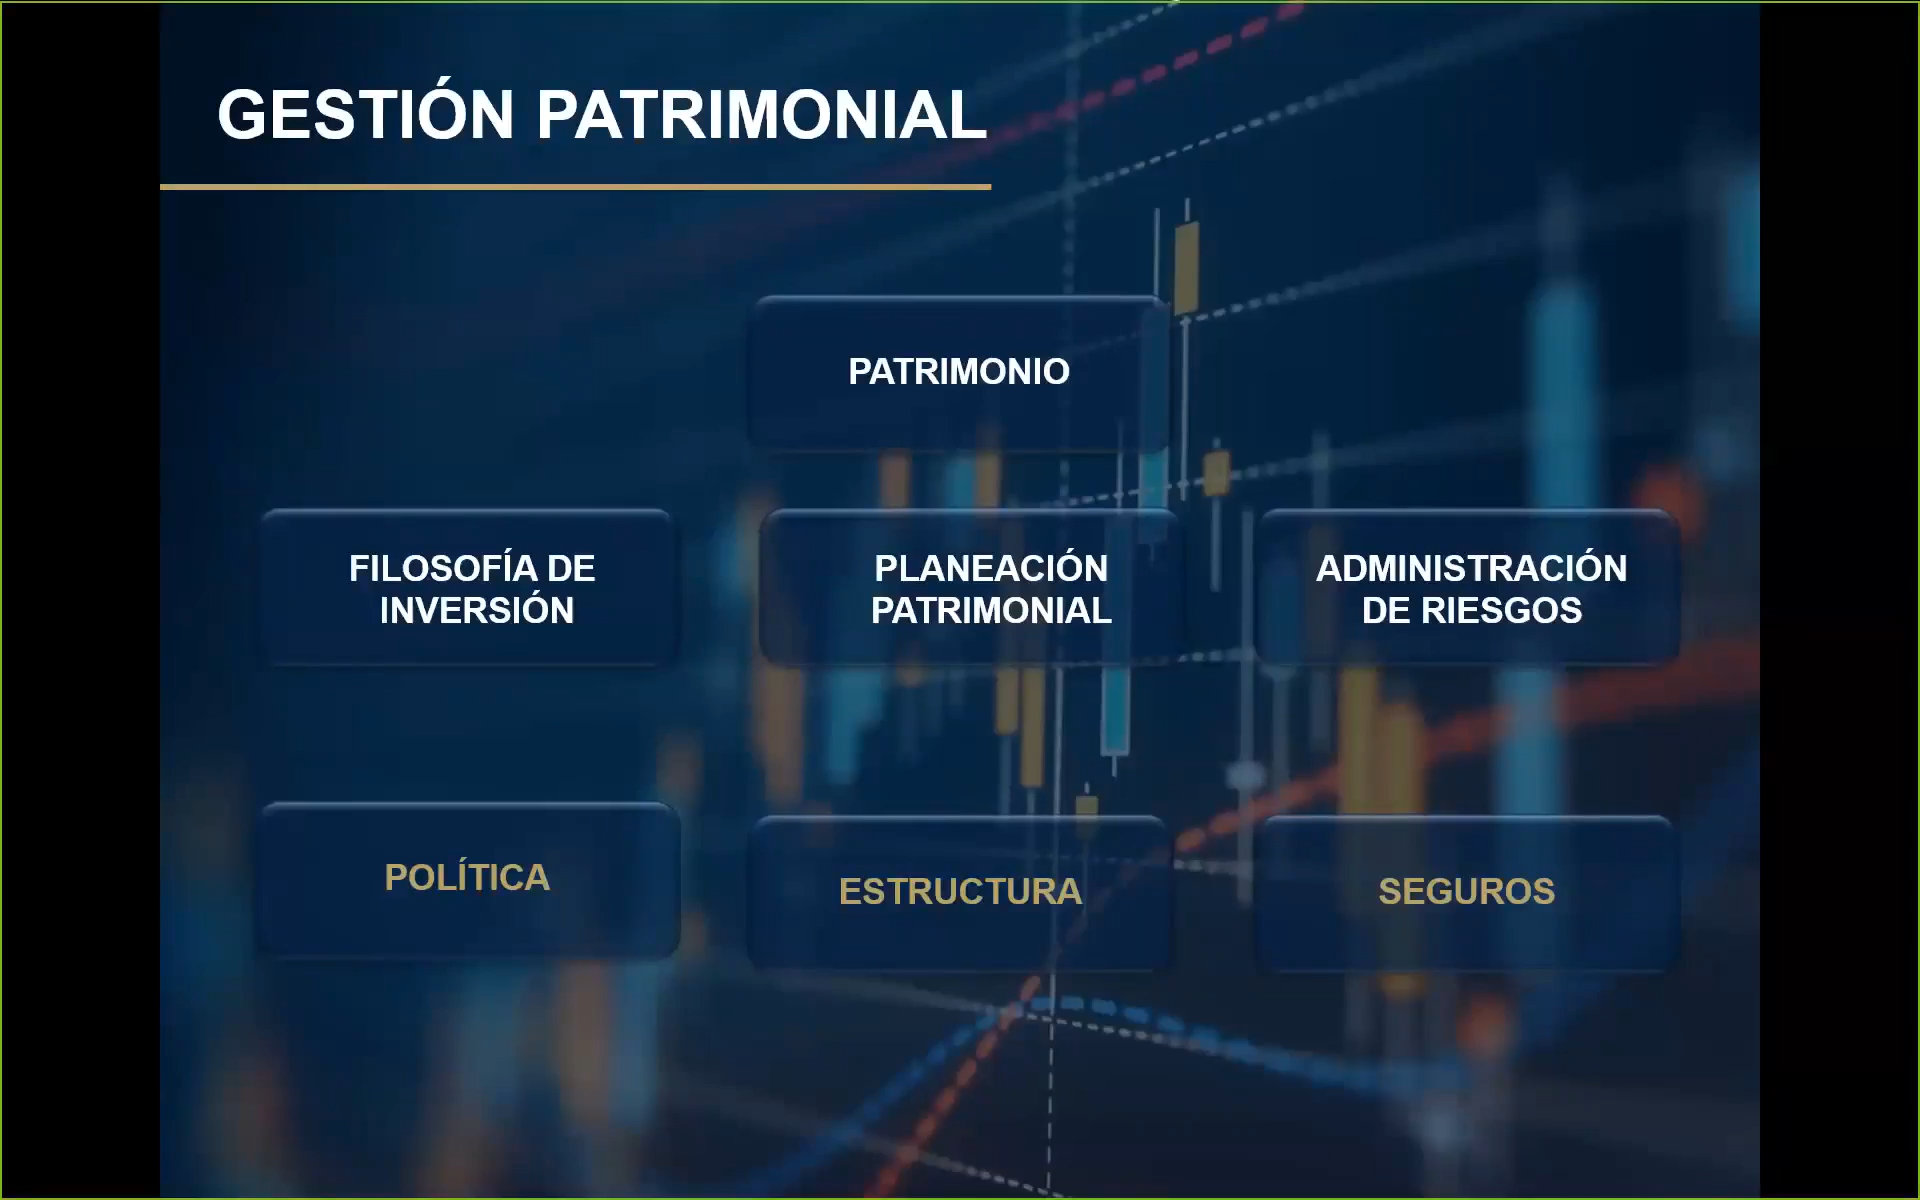 GESTIÓN PATRIMONIAL
PATRIMONIO
FILOSOFÍA DE
INVERSIÓN
PLANEACIÓN
PATRIMONIAL
ADMINISTRACIÓN
DE RIESGOS
POLÍTICA
ESTRUCTURA
SEGUROS